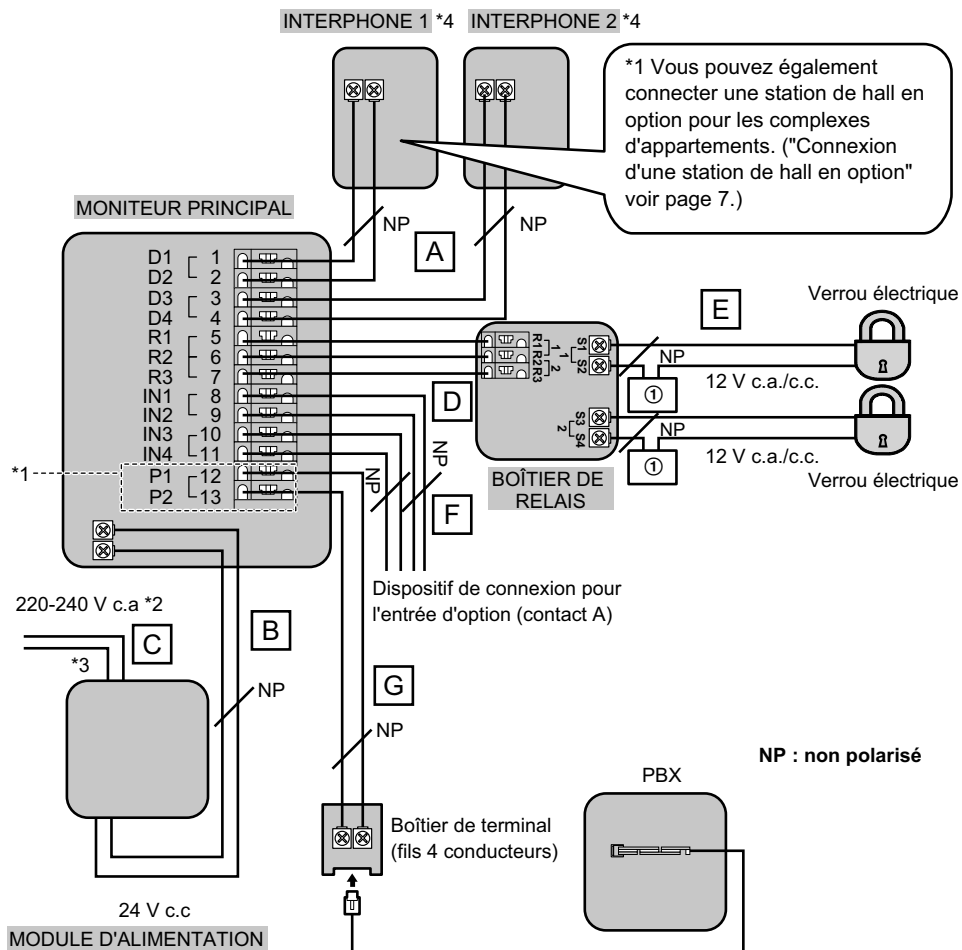 INTERPHONE 1 *4
INTERPHONE 2 *4
*1 Vous pouvez également
connecter une station de hall en
option pour les complexes
d'appartements. ("Connexion
d'une station de hall en option"
voir page 7.)
MONITEUR PRINCIPAL
NP
A
NP
D1 1
D2 2
D3 3
D4 4
R1 5
R2 6
R3 7
IN1 8
IN2 9
IN3 10
IN4 11
P1 12
P2 13
*1
R1
R2
R3
1
2
S1
S2
1
S3
S4
2
BOÎTIER DE
RELAIS
D
E
Verrou électrique
NP
①
12 V c.a./c.c.
NP
①
12 V c.a./c.c.
Verrou électrique
NP
NP
F
Dispositif de connexion pour
l'entrée d'option (contact A)
220-240 V c.a *2
*3
C
B
NP
G
NP
NP : non polarisé
PBX
Boîtier de terminal
(fils 4 conducteurs)
24 V c.c
MODULE D'ALIMENTATION